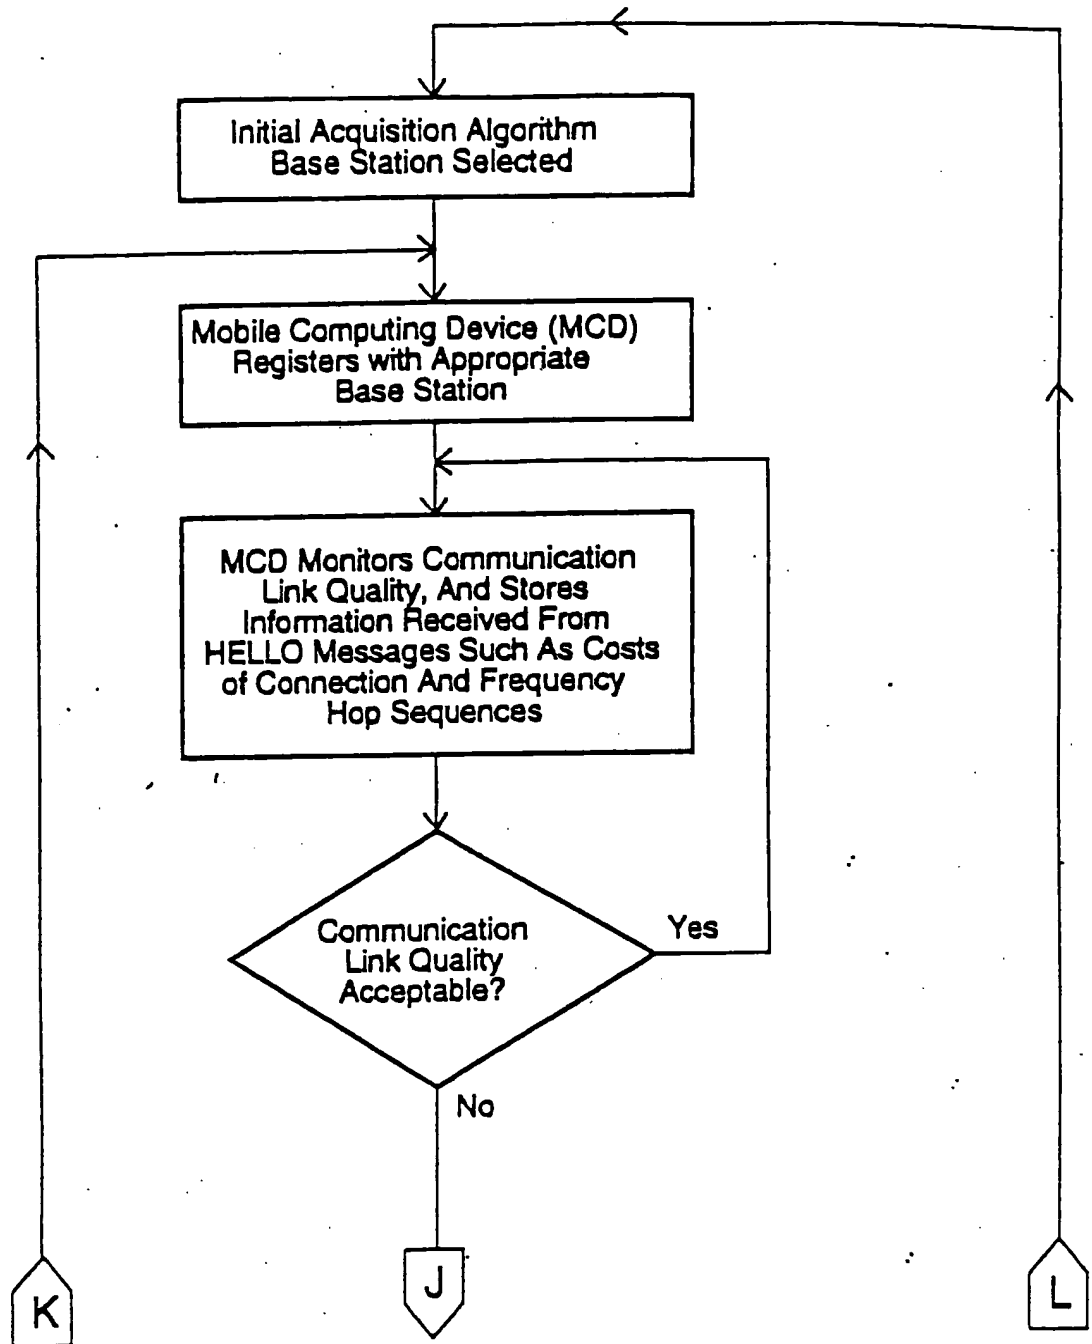 Initial Acquisition Algorithm
Base Station Selected
Mobile Computing Device (MCD)
Registers with Appropriate
Base Station
MCD Monitors Communication
Link Quality, And Stores
Information Received From
HELLO Messages Such As Costs
of Connection And Frequency
Hop Sequences
Communication
Link Quality
Acceptable?
Yes
No
K
J
L